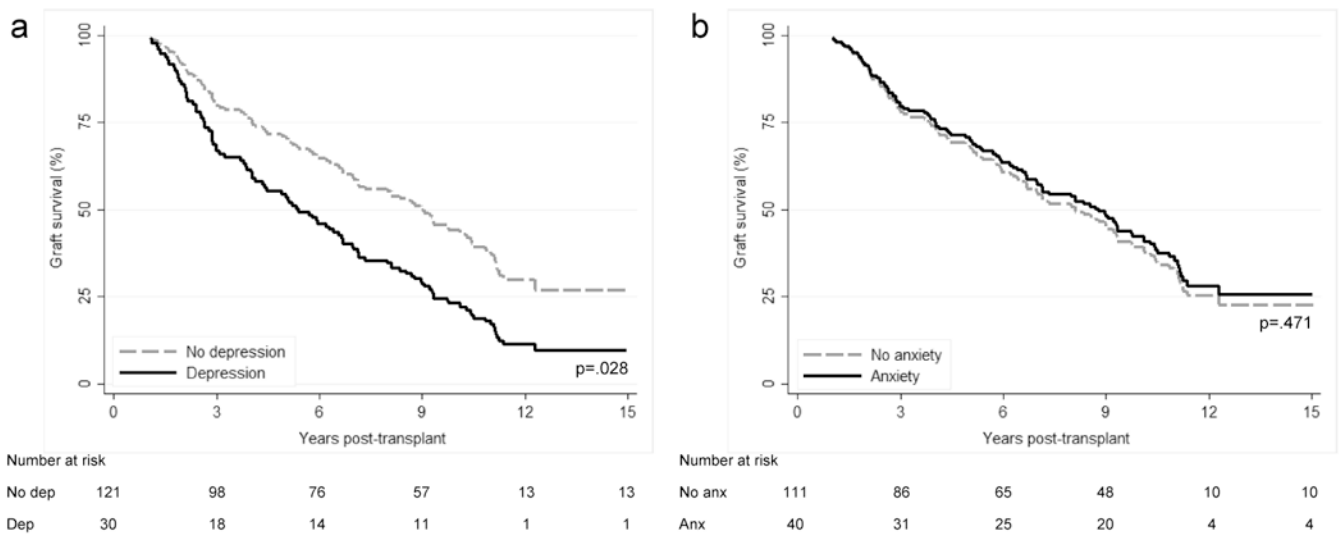 a
Graft survival (%)
100
75
50
25
0
No depression
Depression
p=.028
0 3 6 9 12 15
Years post-transplant
Number at risk
No dep 121 98 76 57 13 13
Dep 30 18 14 11 1 1
b
Graft survival (%)
100
75
50
25
0
No anxiety
Anxiety
p=.471
0 3 6 9 12 15
Years post-transplant
Number at risk
No anx 111 86 65 48 10 10
Anx 40 31 25 20 4 4